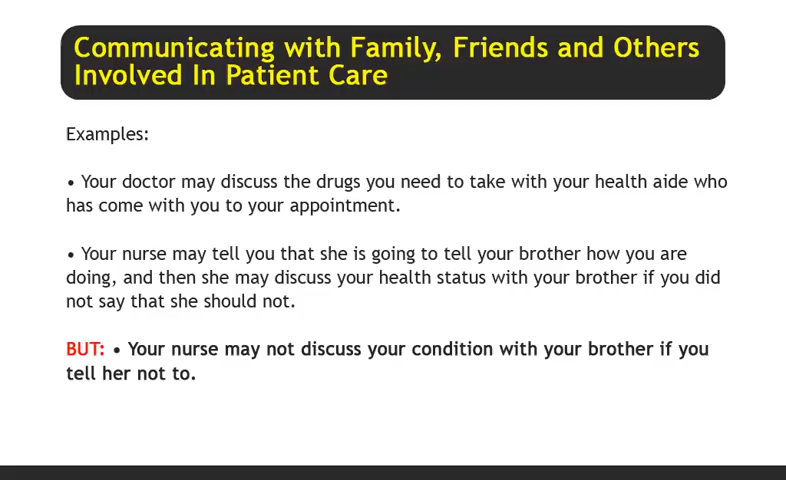 Communicating with Family, Friends and Others
Involved In Patient Care
Examples:
• Your doctor may discuss the drugs you need to take with your health aide who
has come with you to your appointment.
• Your nurse may tell you that she is going to tell your brother how you are
doing, and then she may discuss your health status with your brother if you did
not say that she should not.
BUT: • Your nurse may not discuss your condition with your brother if you
tell her not to.